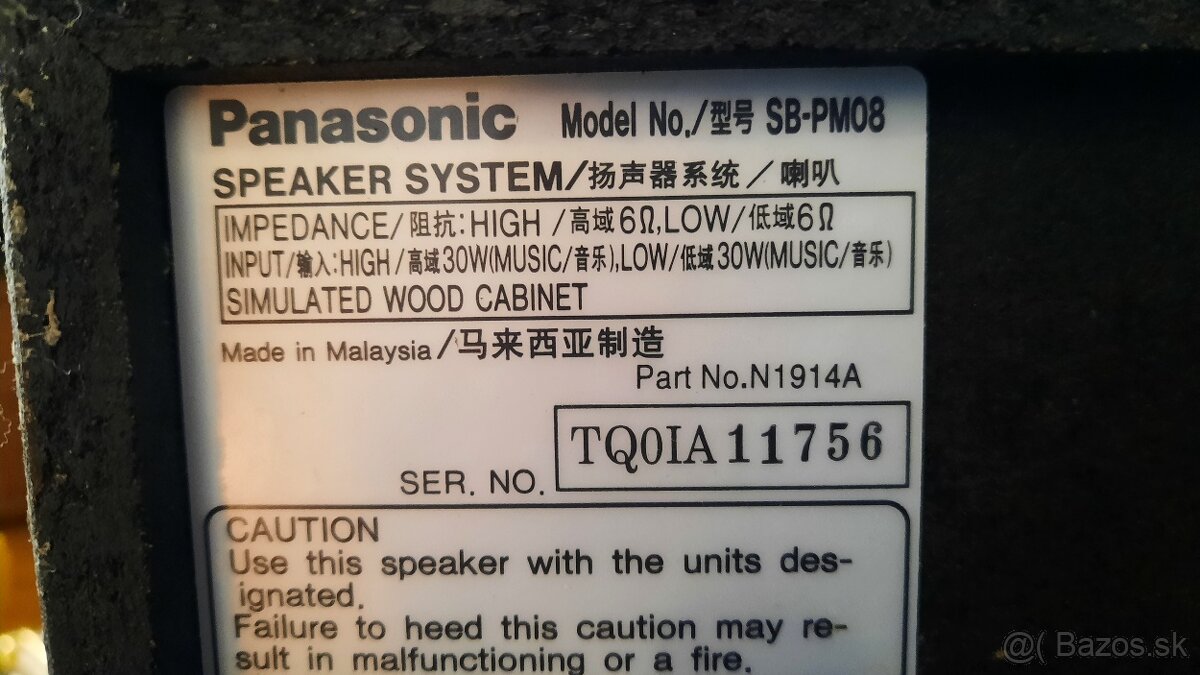 Panasonic Model No./型号 SB-PM08
SPEAKER SYSTEM/扬声器系统／喇叭
IMPEDANCE/阻抗:HIGH /高域6Ω,LOW/低域6Ω
INPUT/输入:HIGH/高域30W(MUSIC/音乐),LOW/低域30W(MUSIC/音乐)
SIMULATED WOOD CABINET
Made in Malaysia/马来西亚制造
Part No.N1914A
TQ0IA11756
SER. NO.
CAUTION
Use this speaker with the units des-
ignated.
Failure to heed this caution may re-
sult in malfunctioning or a fire.
@( Bazos.sk